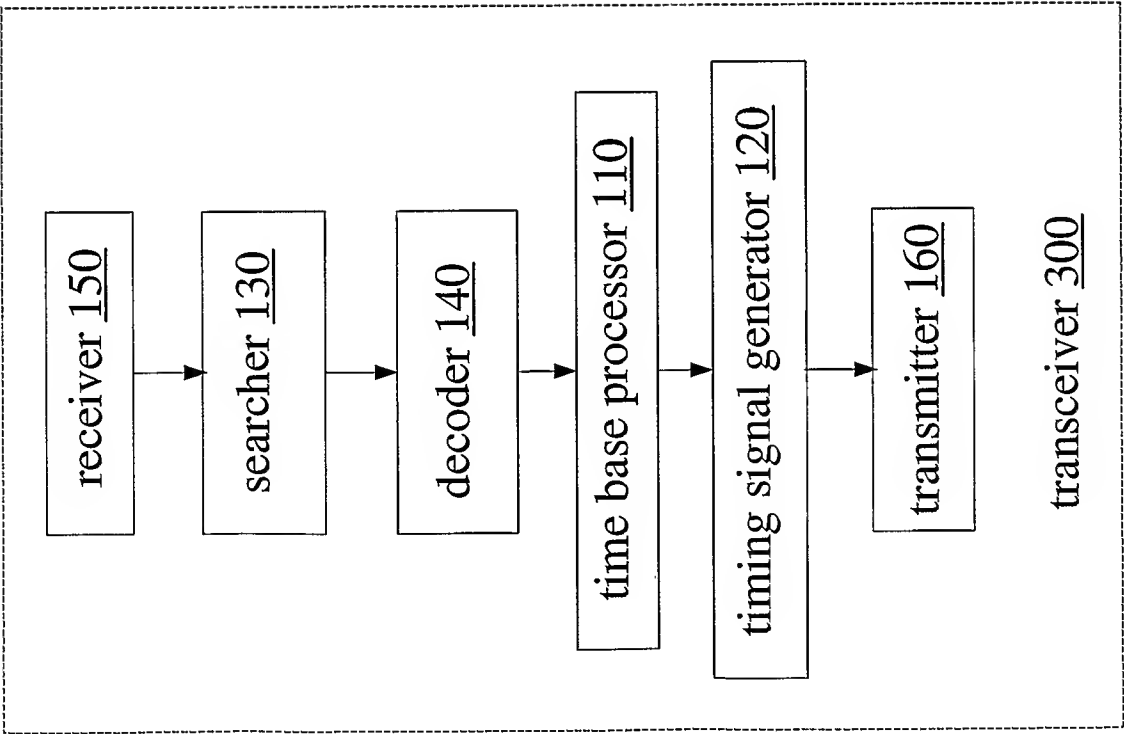 receiver 150
searcher 130
decoder 140
time base processor 110
timing signal generator 120
transmitter 160
transceiver 300